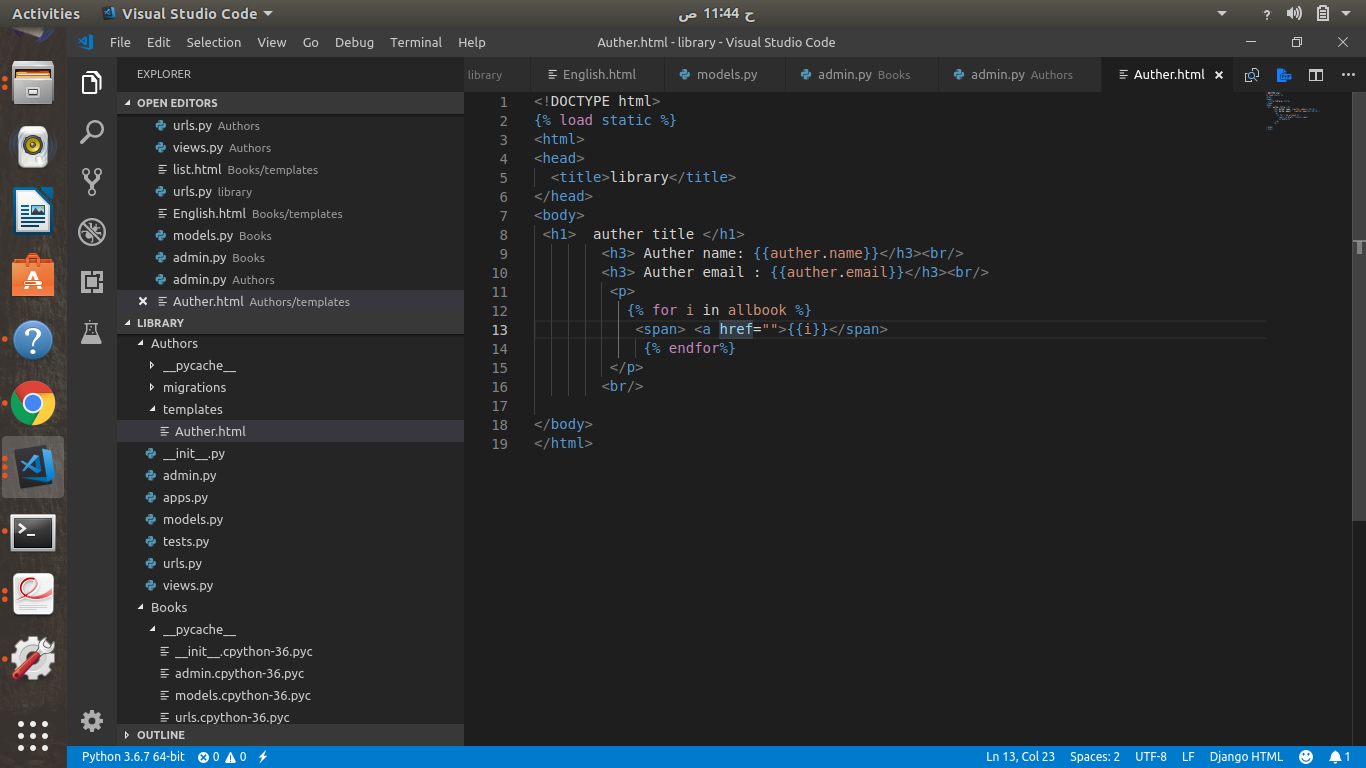 Activities Visual Studio Code ح 11:44 ص ?
File Edit Selection View Go Debug Terminal Help Auther.html - library - Visual Studio Code
EXPLORER library English.html models.py admin.py Books admin.py Authors Auther.html
OPEN EDITORS
urls.py Authors
views.py Authors
list.html Books/templates
urls.py library
English.html Books/templates
models.py Books
admin.py Books
admin.py Authors
Auther.html Authors/templates
LIBRARY
Authors
__pycache__
migrations
templates
Auther.html
__init__.py
admin.py
apps.py
models.py
tests.py
urls.py
views.py
Books
__pycache__
__init__.cpython-36.pyc
admin.cpython-36.pyc
models.cpython-36.pyc
urls.cpython-36.pyc
OUTLINE
1 <!DOCTYPE html>
2 {% load static %}
3 <html>
4 <head>
5 <title>library</title>
6 </head>
7 <body>
8 <h1>  auther title </h1>
9 <h3> Auther name: {{auther.name}}</h3><br/>
10 <h3> Auther email : {{auther.email}}</h3><br/>
11 <p>
12 {% for i in allbook %}
13 <span> <a href="">{{i}}</span>
14 {% endfor%}
15 </p>
16 <br/>
17
18 </body>
19 </html>
Python 3.6.7 64-bit 0 0 Ln 13, Col 23 Spaces: 2 UTF-8 LF Django HTML 1